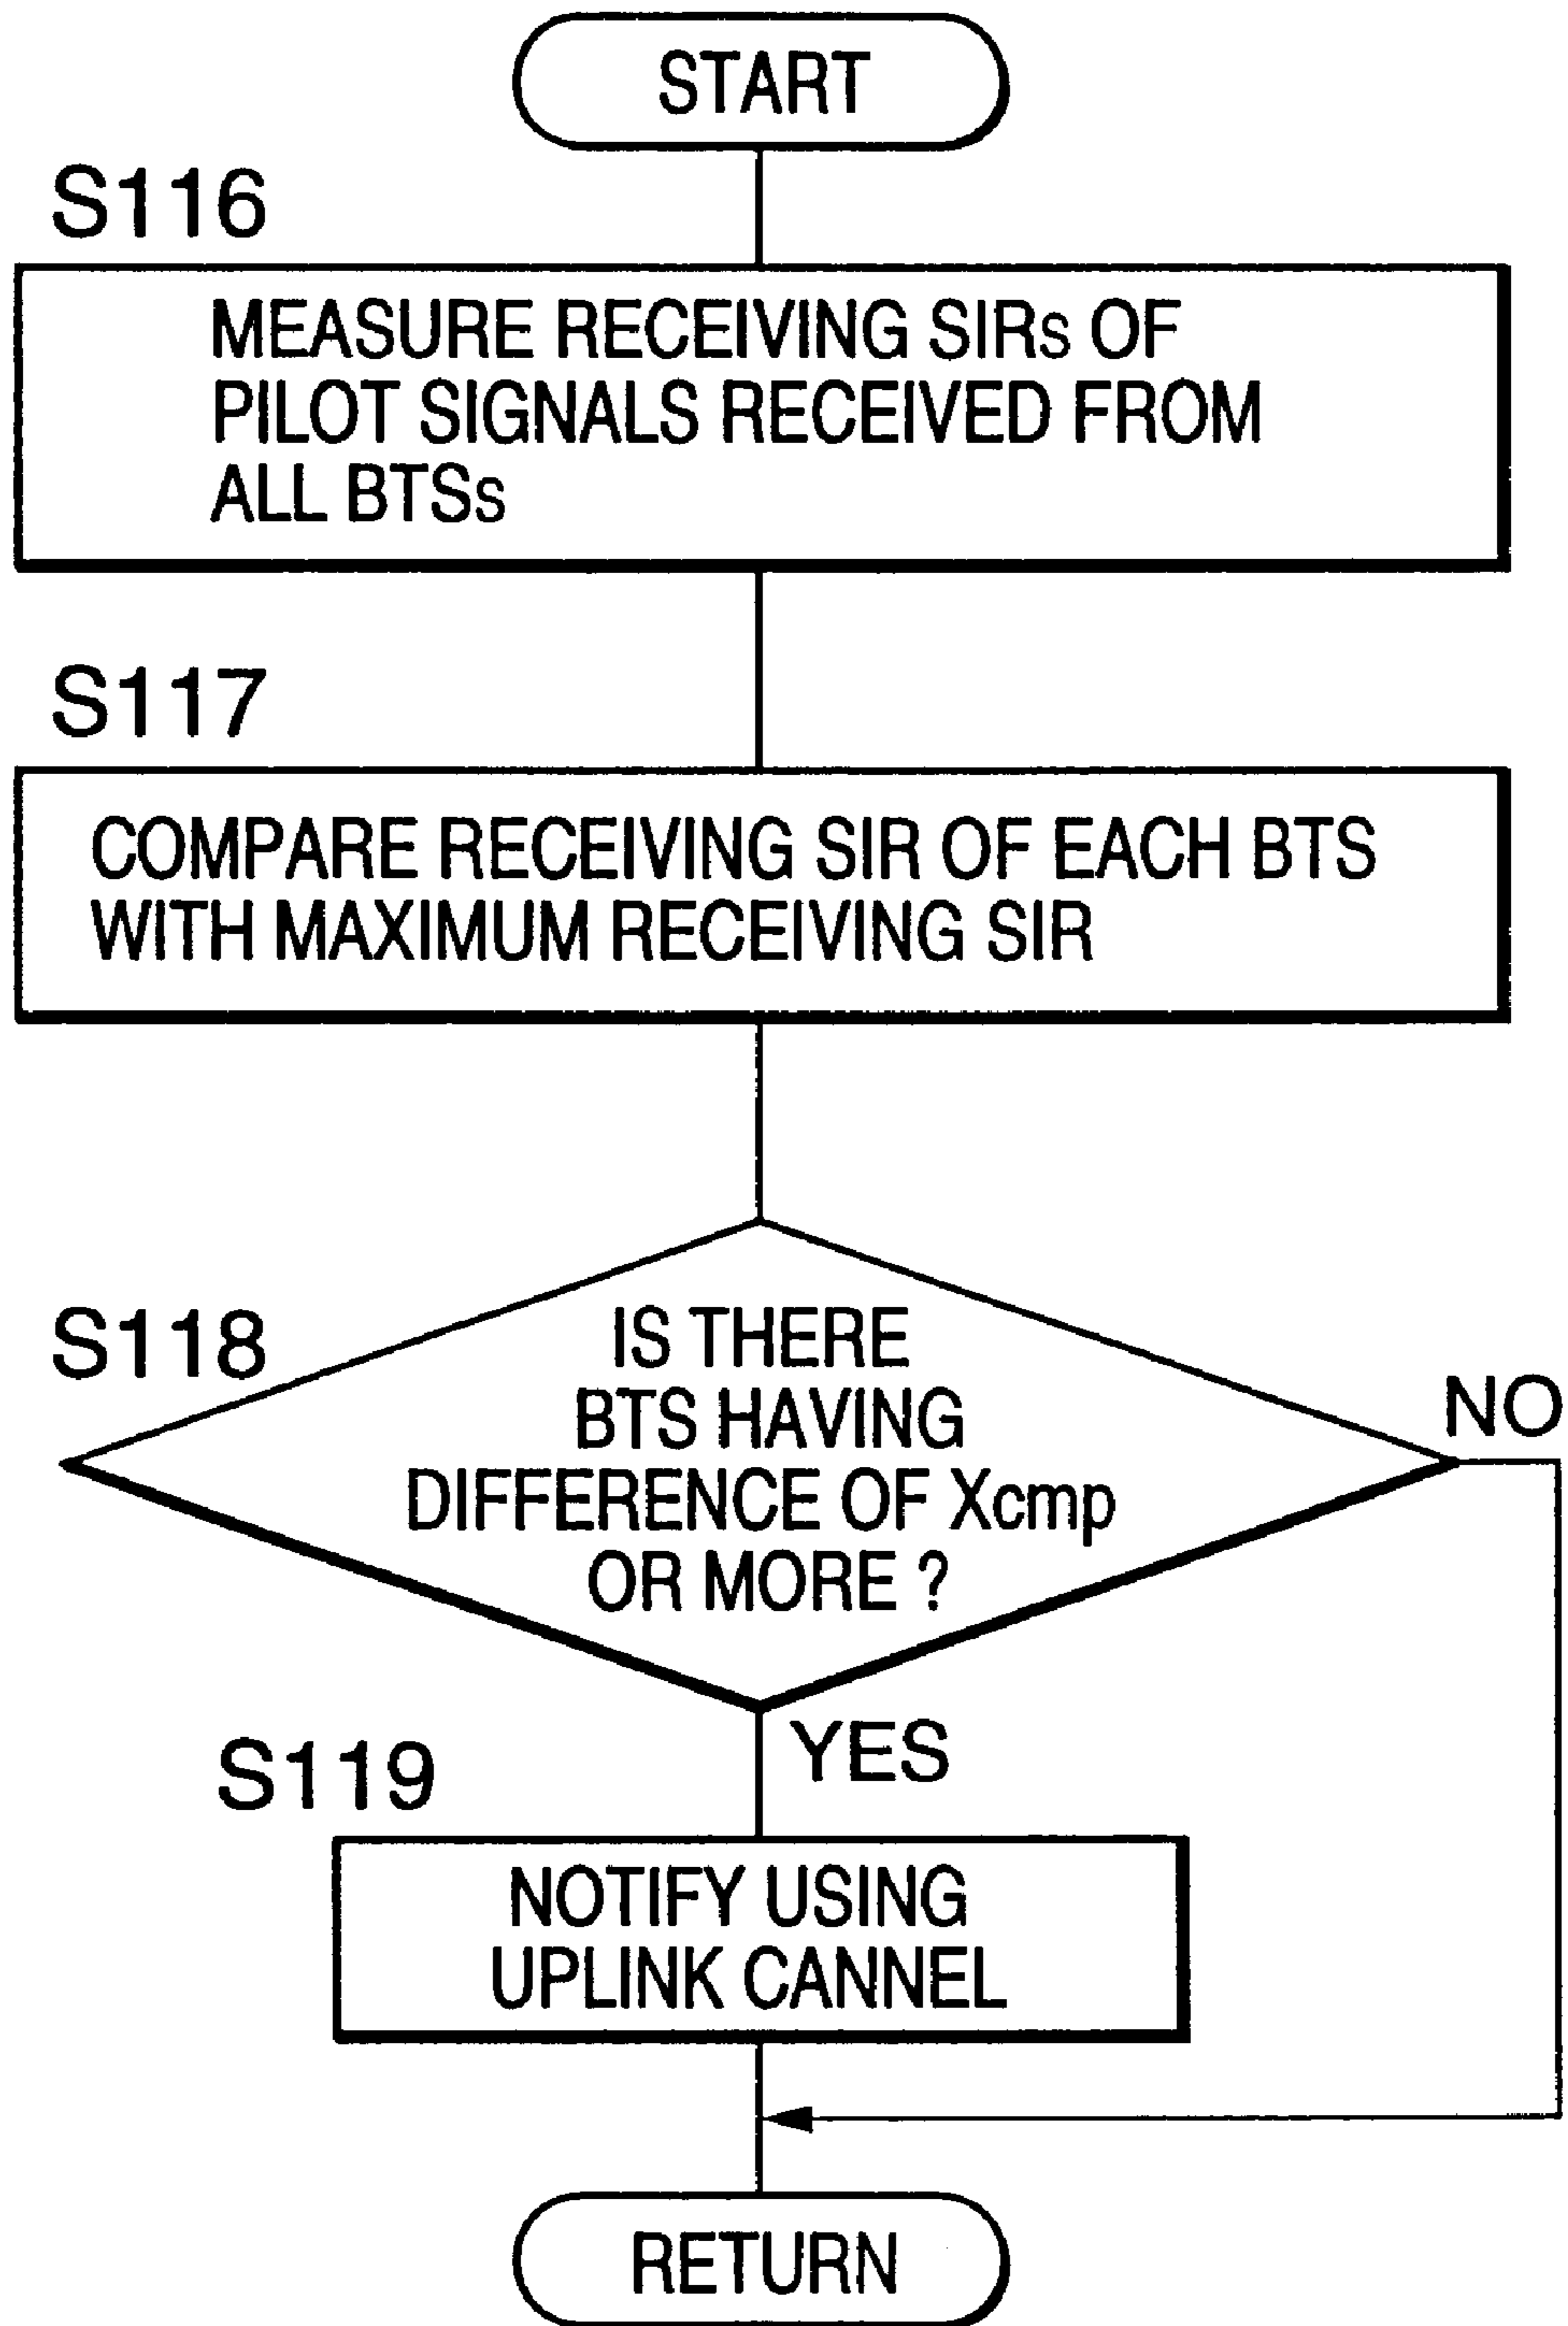 START
S116
MEASURE RECEIVING SIRs OF
PILOT SIGNALS RECEIVED FROM
ALL BTSs
S117
COMPARE RECEIVING SIR OF EACH BTS
WITH MAXIMUM RECEIVING SIR
S118
IS THERE
BTS HAVING
DIFFERENCE OF Xcmp
OR MORE ?
NO
YES
S119
NOTIFY USING
UPLINK CANNEL
RETURN